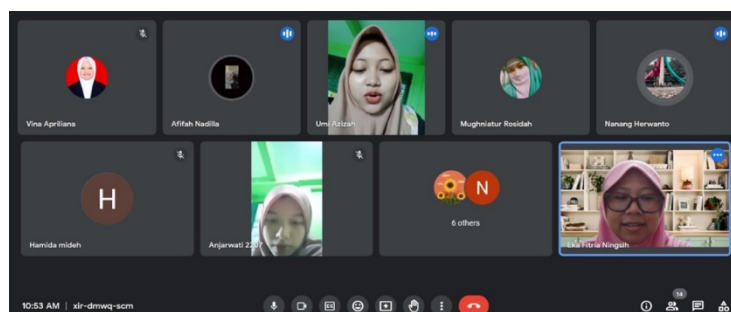 Vina Apriliana
Afifah Nadilla
Umi Azizah
Mughniatur Rosidah
Nanang Herwanto
H
Hamida mideh
Anjarwati 2207
N
6 others
Eka Fitria Ningsih
10:53 AM | xlr-dmwq-scm
14